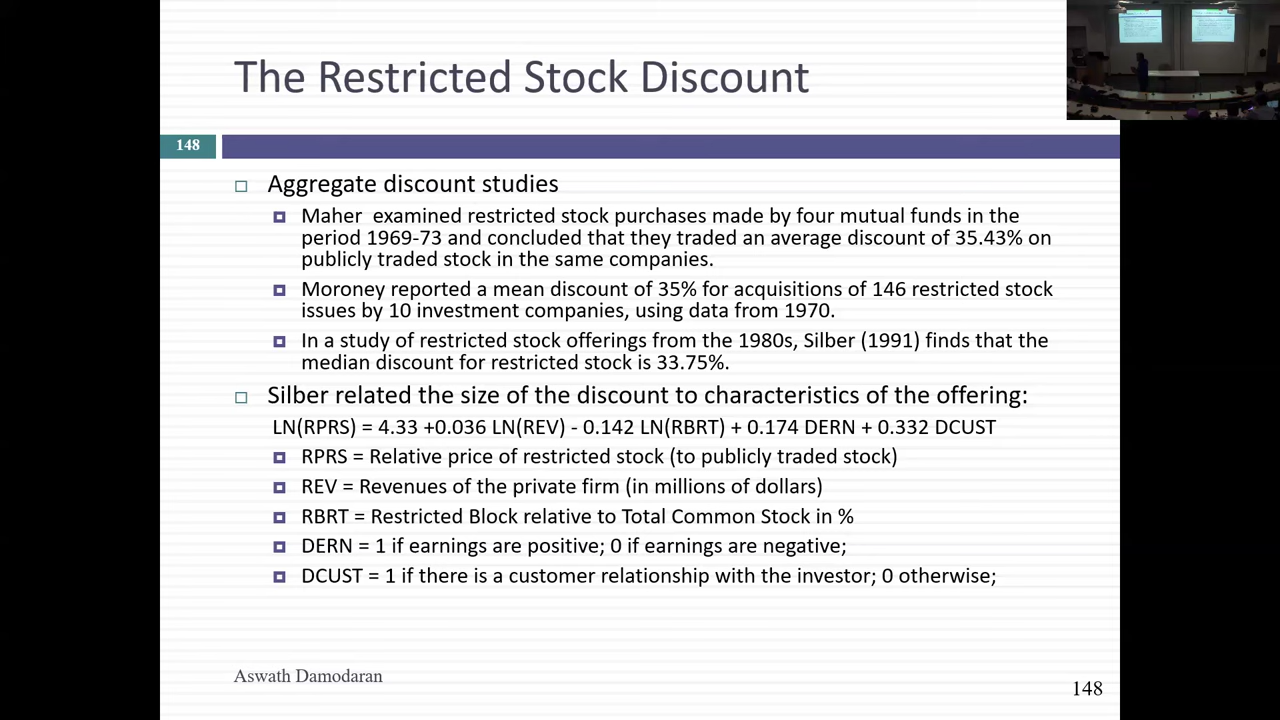 The Restricted Stock Discount
148
Aggregate discount studies
Maher examined restricted stock purchases made by four mutual funds in the
period 1969-73 and concluded that they traded an average discount of 35.43% on
publicly traded stock in the same companies.
Moroney reported a mean discount of 35% for acquisitions of 146 restricted stock
issues by 10 investment companies, using data from 1970.
In a study of restricted stock offerings from the 1980s, Silber (1991) finds that the
median discount for restricted stock is 33.75%.
Silber related the size of the discount to characteristics of the offering:
LN(RPRS) = 4.33 +0.036 LN(REV) - 0.142 LN(RBRT) + 0.174 DERN + 0.332 DCUST
RPRS = Relative price of restricted stock (to publicly traded stock)
REV = Revenues of the private firm (in millions of dollars)
RBRT = Restricted Block relative to Total Common Stock in %
DERN = 1 if earnings are positive; 0 if earnings are negative;
DCUST = 1 if there is a customer relationship with the investor; 0 otherwise;
Aswath Damodaran
148